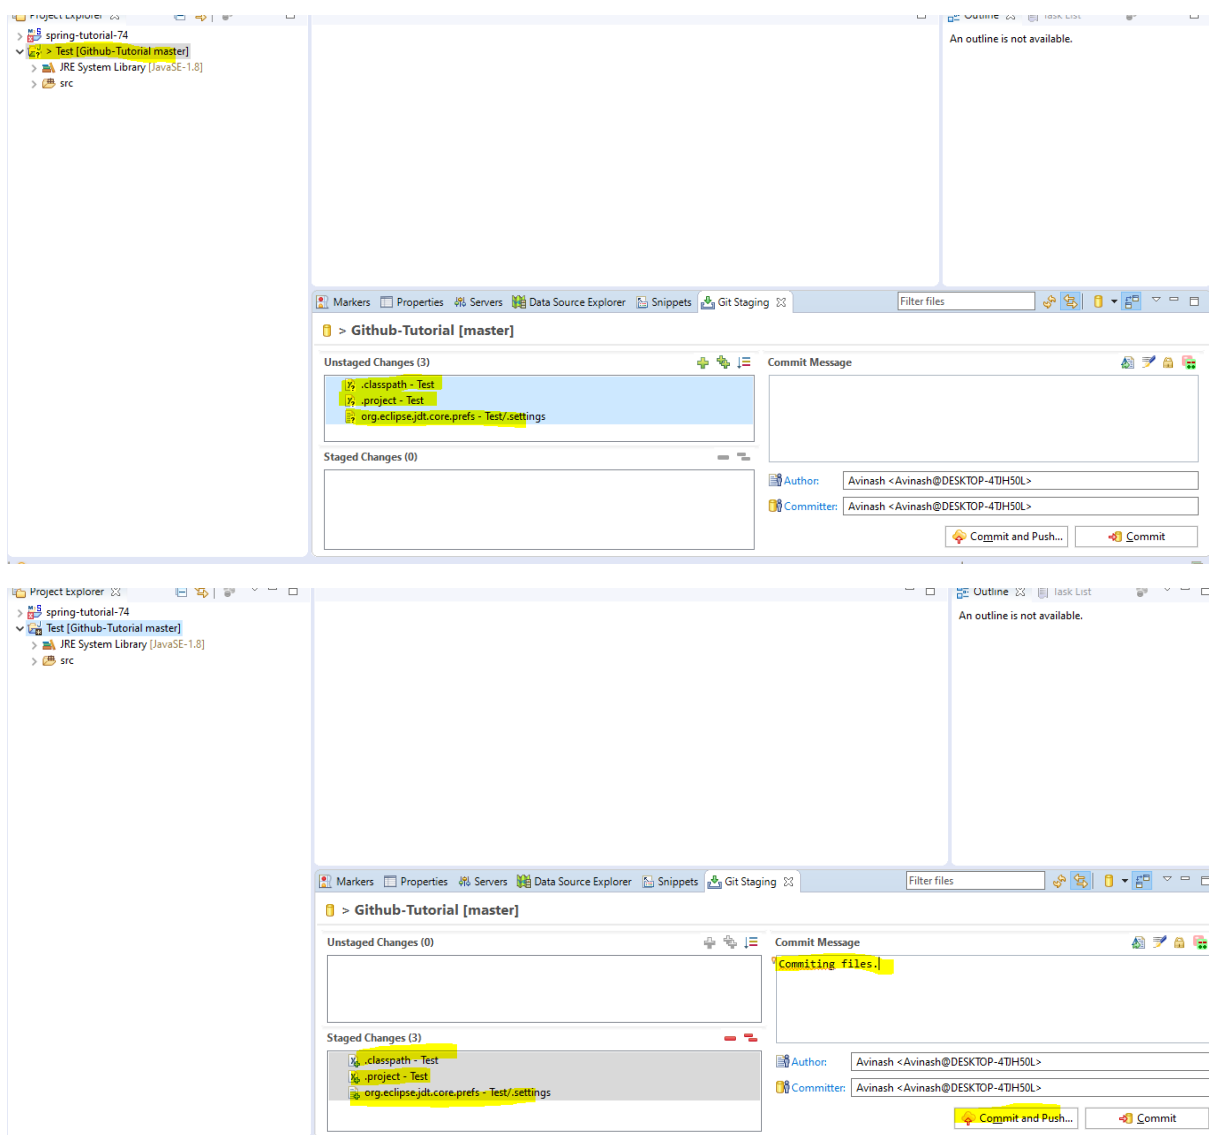 Project Explorer
Outline Task List
spring-tutorial-74
> Test [Github-Tutorial master]
JRE System Library [JavaSE-1.8]
src
An outline is not available.
Markers Properties Servers Data Source Explorer Snippets Git Staging
Filter files
> Github-Tutorial [master]
Unstaged Changes (3)
.classpath - Test
.project - Test
org.eclipse.jdt.core.prefs - Test/.settings
Staged Changes (0)
Commit Message
Author: Avinash <Avinash@DESKTOP-4TJH50L>
Committer: Avinash <Avinash@DESKTOP-4TJH50L>
Commit and Push... Commit
Project Explorer
Outline Task List
spring-tutorial-74
Test [Github-Tutorial master]
JRE System Library [JavaSE-1.8]
src
An outline is not available.
Markers Properties Servers Data Source Explorer Snippets Git Staging
Filter files
> Github-Tutorial [master]
Unstaged Changes (0)
Staged Changes (3)
.classpath - Test
.project - Test
org.eclipse.jdt.core.prefs - Test/.settings
Commit Message
Commiting files.
Author: Avinash <Avinash@DESKTOP-4TJH50L>
Committer: Avinash <Avinash@DESKTOP-4TJH50L>
Commit and Push... Commit